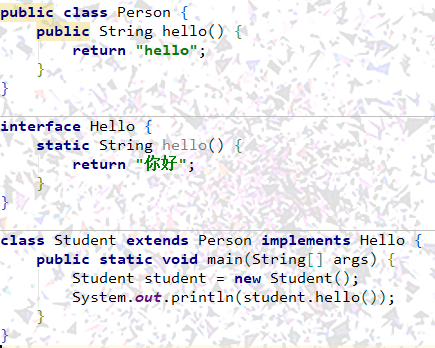 public class Person {
    public String hello() {
        return "hello";
    }
}
interface Hello {
    static String hello() {
        return "你好";
    }
}
class Student extends Person implements Hello {
    public static void main(String[] args) {
        Student student = new Student();
        System.out.println(student.hello());
    }
}